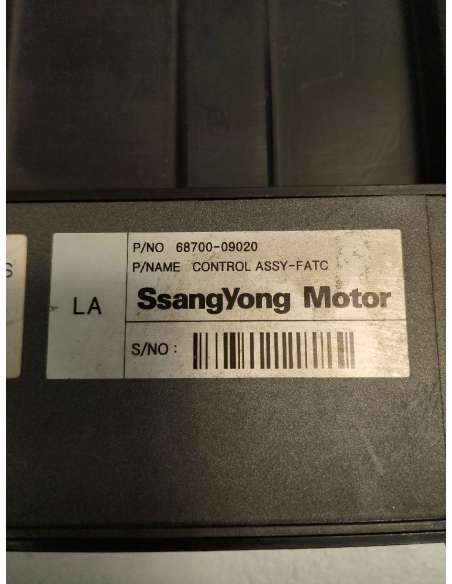 S
LA
P/NO 68700-09020
P/NAME CONTROL ASSY-FATC
SsangYong Motor
S/NO :